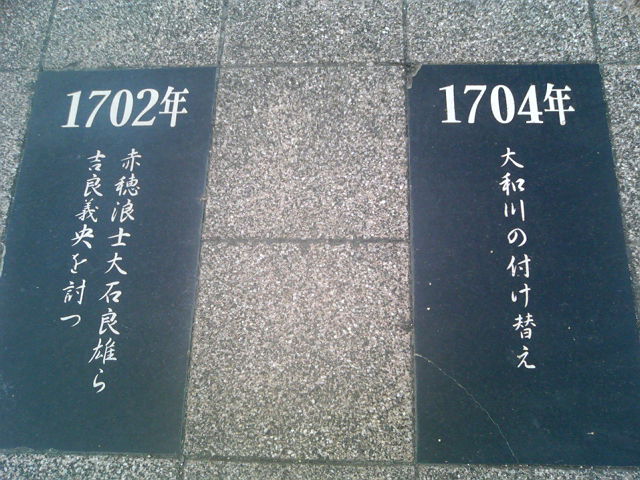 1702年
赤穂浪士大石良雄ら
吉良義央を討つ
1704年
大和川の付け替え